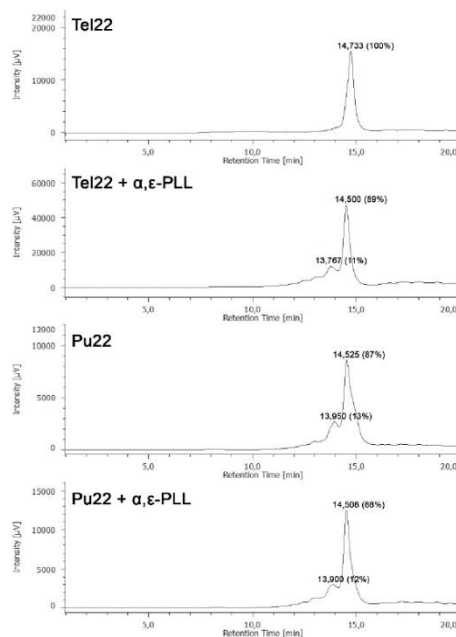 Tel22
22000
20000
14,733 (100%)
Intensity [µV]
10000
0
5,0 10,0 15,0 20,0
Retention Time [min]
Tel22 + α,ε-PLL
60000
14,500 (89%)
Intensity [µV]
40000
20000
13,767 (11%)
0
5,0 10,0 15,0 20,0
Retention Time [min]
Pu22
12000
10000
14,525 (87%)
Intensity [µV]
5000
13,950 (13%)
0
5,0 10,0 15,0 20,0
Retention Time [min]
Pu22 + α,ε-PLL
15000
14,508 (88%)
Intensity [µV]
10000
5000
13,900 (12%)
0
5,0 10,0 15,0 20,0
Retention Time [min]